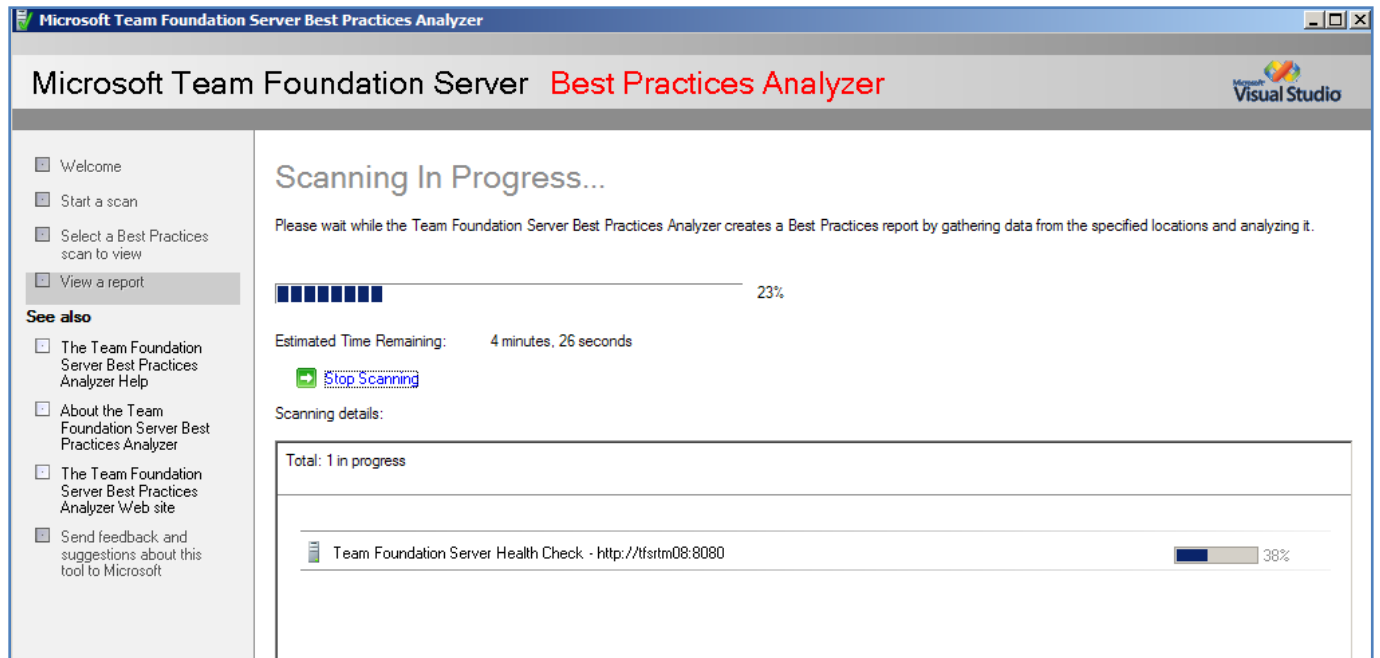 Microsoft Team Foundation Server Best Practices Analyzer
Microsoft Team Foundation Server Best Practices Analyzer
Microsoft
Visual Studio
Welcome
Start a scan
Select a Best Practices
scan to view
View a report
See also
The Team Foundation
Server Best Practices
Analyzer Help
About the Team
Foundation Server Best
Practices Analyzer
The Team Foundation
Server Best Practices
Analyzer Web site
Send feedback and
suggestions about this
tool to Microsoft
Scanning In Progress...
Please wait while the Team Foundation Server Best Practices Analyzer creates a Best Practices report by gathering data from the specified locations and analyzing it.
23%
Estimated Time Remaining: 4 minutes, 26 seconds
Stop Scanning
Scanning details:
Total: 1 in progress
Team Foundation Server Health Check - http://tfsrtm08:8080 38%